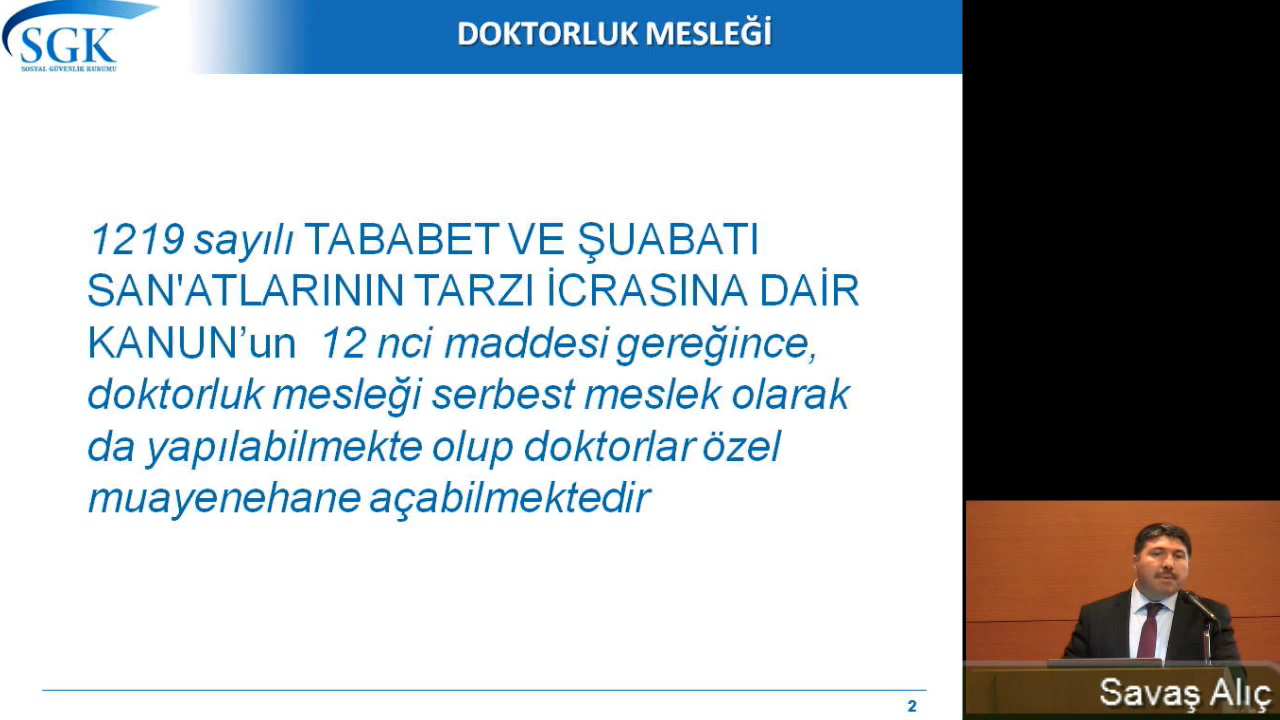 SGK
SOSYAL GÜVENLİK KURUMU
DOKTORLUK MESLEĞİ
1219 sayılı TABABET VE ŞUABATI
SAN'ATLARININ TARZI İCRASINA DAİR
KANUN’un 12 nci maddesi gereğince,
doktorluk mesleği serbest meslek olarak
da yapılabilmekte olup doktorlar özel
muayenehane açabilmektedir
2
Savaş Alıç